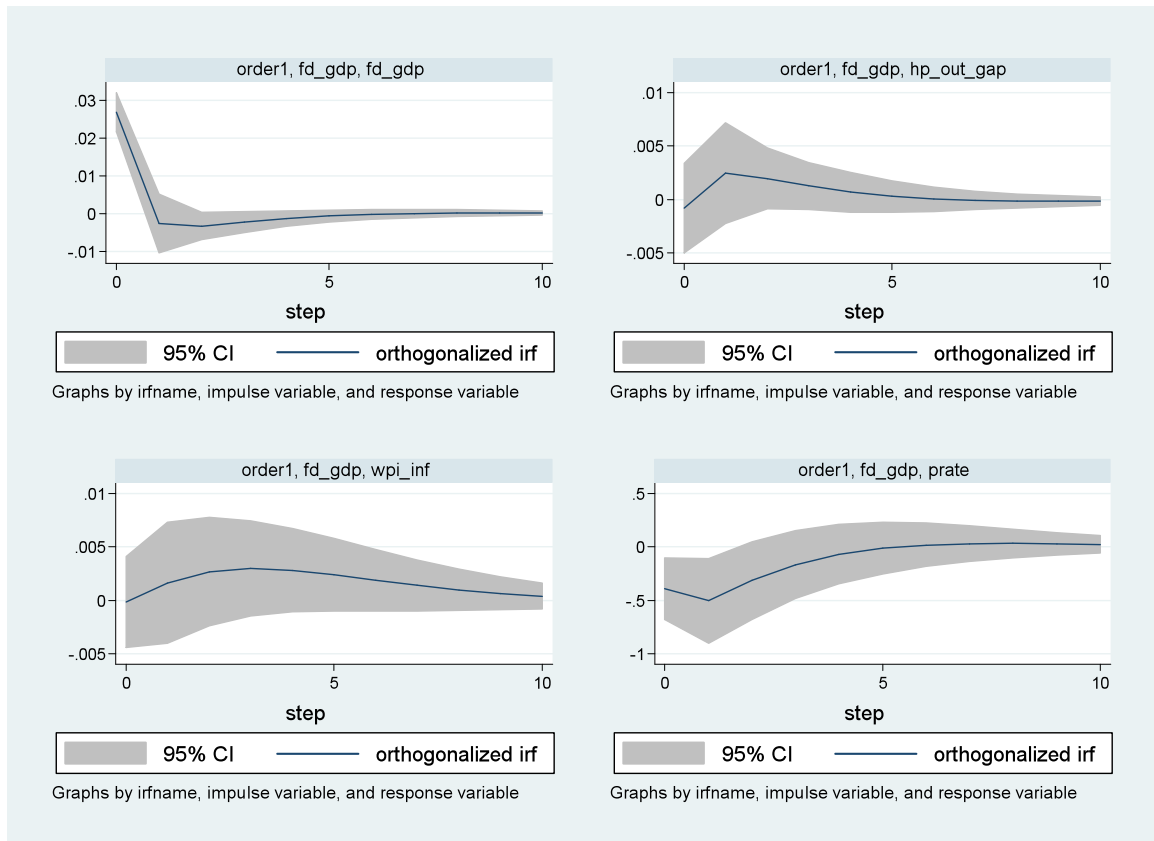 order1, fd_gdp, fd_gdp
.03
.02
.01
0
-.01
0
5
10
step
95% CI
orthogonalized irf
Graphs by irfname, impulse variable, and response variable
order1, fd_gdp, hp_out_gap
.01
.005
0
-.005
0
5
10
step
95% CI
orthogonalized irf
Graphs by irfname, impulse variable, and response variable
order1, fd_gdp, wpi_inf
.01
.005
0
-.005
0
5
10
step
95% CI
orthogonalized irf
Graphs by irfname, impulse variable, and response variable
order1, fd_gdp, prate
.5
0
-.5
-1
0
5
10
step
95% CI
orthogonalized irf
Graphs by irfname, impulse variable, and response variable